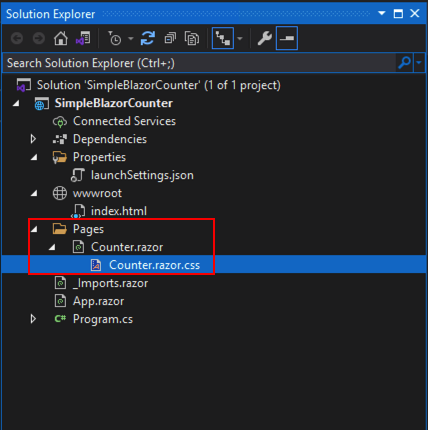 Solution Explorer
Search Solution Explorer (Ctrl+;)
Solution 'SimpleBlazorCounter' (1 of 1 project)
SimpleBlazorCounter
Connected Services
Dependencies
Properties
launchSettings.json
wwwroot
index.html
Pages
Counter.razor
Counter.razor.css
_Imports.razor
App.razor
C# Program.cs